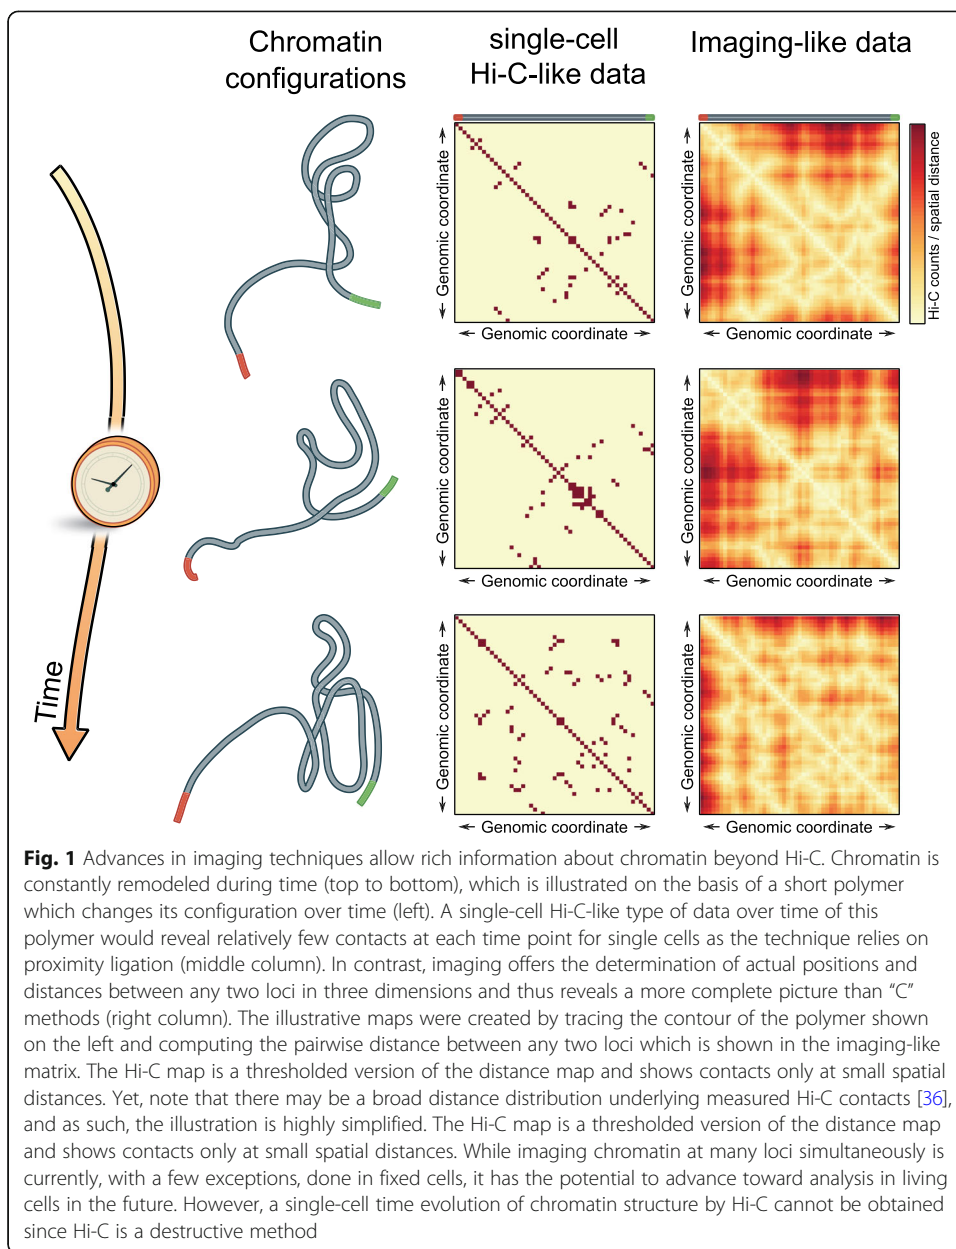 Chromatin
configurations
single-cell
Hi-C-like data
Imaging-like data
Genomic coordinate
Genomic coordinate
Genomic coordinate
Genomic coordinate
Hi-C counts / spatial distance
Genomic coordinate
Genomic coordinate
Genomic coordinate
Genomic coordinate
Time
Genomic coordinate
Genomic coordinate
Genomic coordinate
Genomic coordinate
Fig. 1 Advances in imaging techniques allow rich information about chromatin beyond Hi-C. Chromatin is
constantly remodeled during time (top to bottom), which is illustrated on the basis of a short polymer
which changes its configuration over time (left). A single-cell Hi-C-like type of data over time of this
polymer would reveal relatively few contacts at each time point for single cells as the technique relies on
proximity ligation (middle column). In contrast, imaging offers the determination of actual positions and
distances between any two loci in three dimensions and thus reveals a more complete picture than “C”
methods (right column). The illustrative maps were created by tracing the contour of the polymer shown
on the left and computing the pairwise distance between any two loci which is shown in the imaging-like
matrix. The Hi-C map is a thresholded version of the distance map and shows contacts only at small spatial
distances. Yet, note that there may be a broad distance distribution underlying measured Hi-C contacts [36],
and as such, the illustration is highly simplified. The Hi-C map is a thresholded version of the distance map
and shows contacts only at small spatial distances. While imaging chromatin at many loci simultaneously is
currently, with a few exceptions, done in fixed cells, it has the potential to advance toward analysis in living
cells in the future. However, a single-cell time evolution of chromatin structure by Hi-C cannot be obtained
since Hi-C is a destructive method